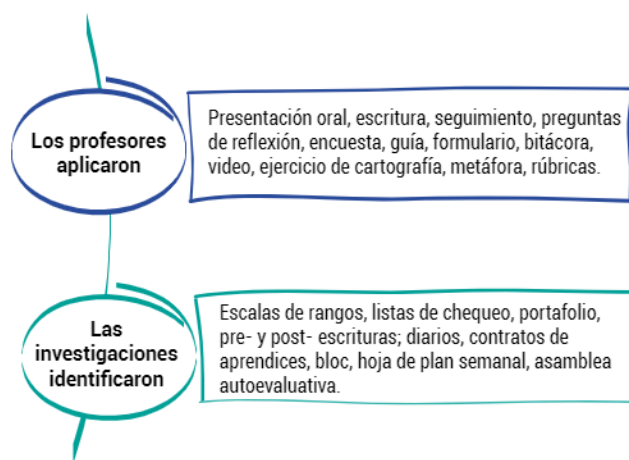 Los profesores
aplicaron
Presentación oral, escritura, seguimiento, preguntas
de reflexión, encuesta, guía, formulario, bitácora,
video, ejercicio de cartografía, metáfora, rúbricas.
Las
investigaciones
identificaron
Escalas de rangos, listas de chequeo, portafolio,
pre- y post- escrituras; diarios, contratos de
aprendices, bloc, hoja de plan semanal, asamblea
autoevaluativa.